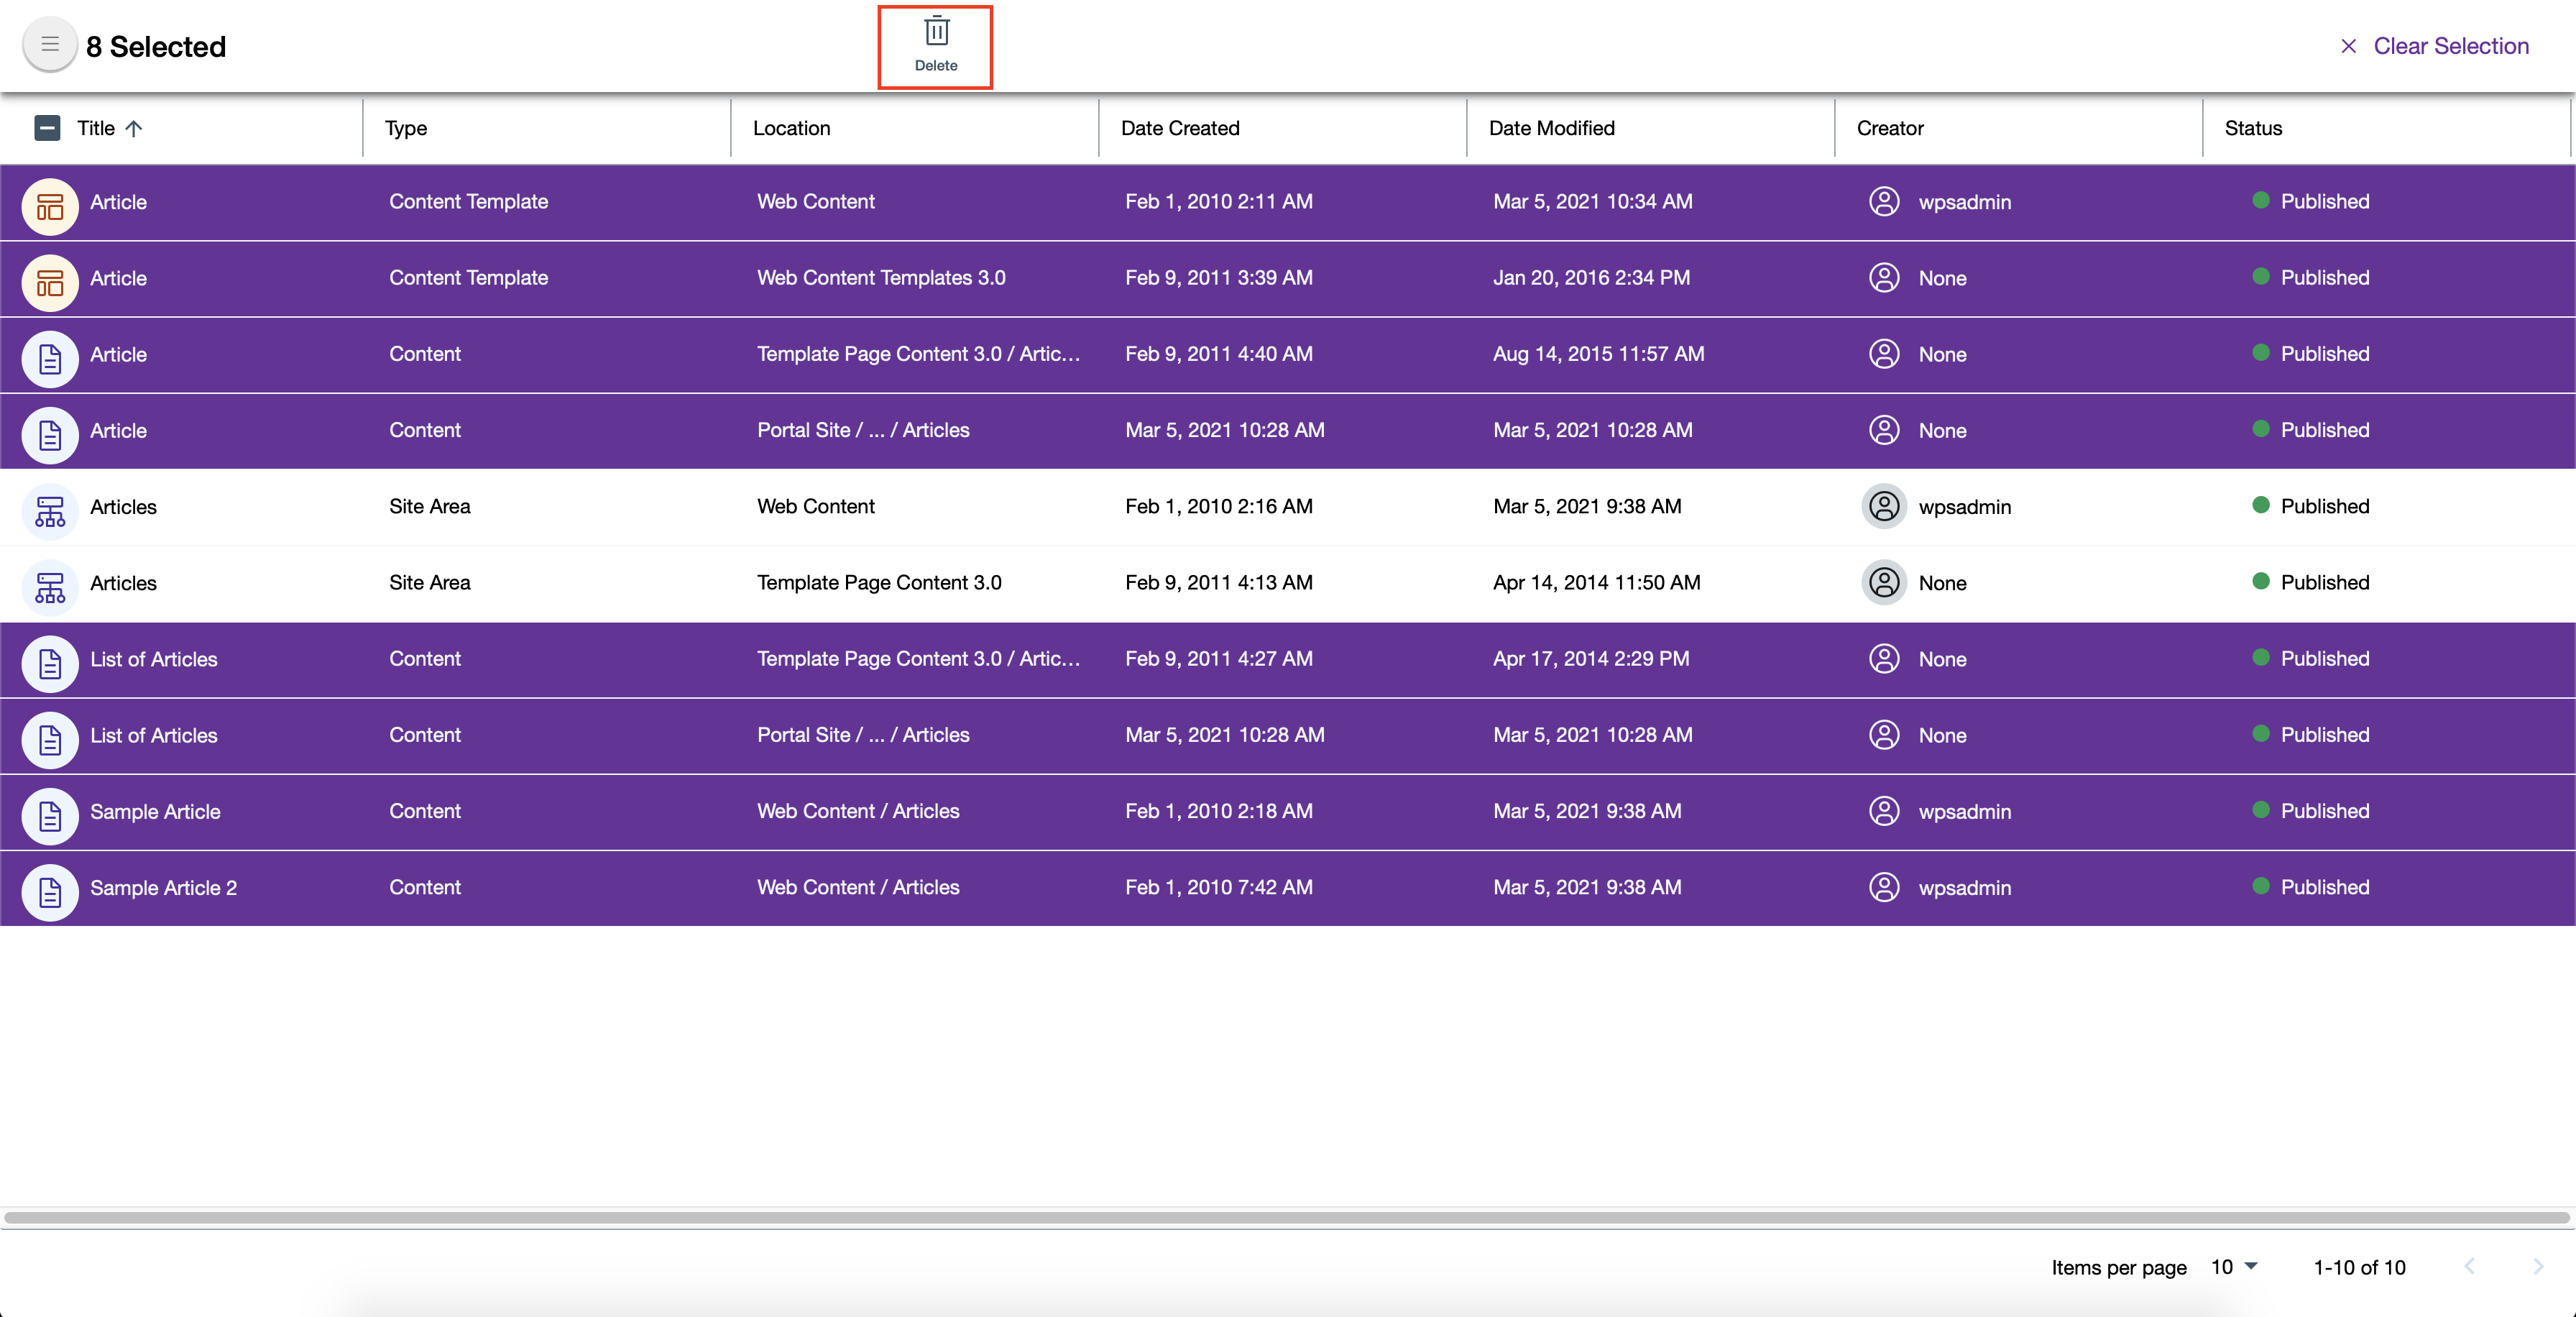 8 Selected
Delete
Clear Selection
Title Type Location Date Created Date Modified Creator Status
Article Content Template Web Content Feb 1, 2010 2:11 AM Mar 5, 2021 10:34 AM wpsadmin Published
Article Content Template Web Content Templates 3.0 Feb 9, 2011 3:39 AM Jan 20, 2016 2:34 PM None Published
Article Content Template Page Content 3.0 / Artic... Feb 9, 2011 4:40 AM Aug 14, 2015 11:57 AM None Published
Article Content Portal Site / ... / Articles Mar 5, 2021 10:28 AM Mar 5, 2021 10:28 AM None Published
Articles Site Area Web Content Feb 1, 2010 2:16 AM Mar 5, 2021 9:38 AM wpsadmin Published
Articles Site Area Template Page Content 3.0 Feb 9, 2011 4:13 AM Apr 14, 2014 11:50 AM None Published
List of Articles Content Template Page Content 3.0 / Artic... Feb 9, 2011 4:27 AM Apr 17, 2014 2:29 PM None Published
List of Articles Content Portal Site / ... / Articles Mar 5, 2021 10:28 AM Mar 5, 2021 10:28 AM None Published
Sample Article Content Web Content / Articles Feb 1, 2010 2:18 AM Mar 5, 2021 9:38 AM wpsadmin Published
Sample Article 2 Content Web Content / Articles Feb 1, 2010 7:42 AM Mar 5, 2021 9:38 AM wpsadmin Published
Items per page 10 1-10 of 10